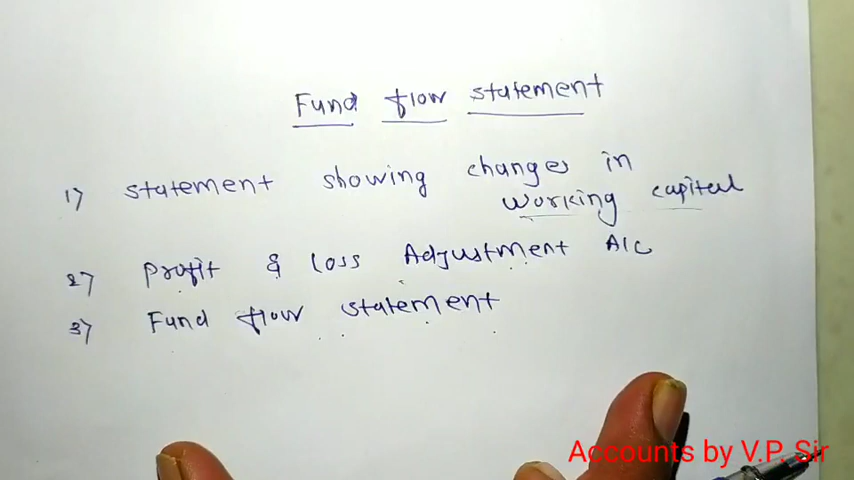 Fund flow statement
1) statement showing changes in
working capital
2) Profit & Loss Adjustment A/C
3) Fund flow statement
Accounts by V.P. Sir